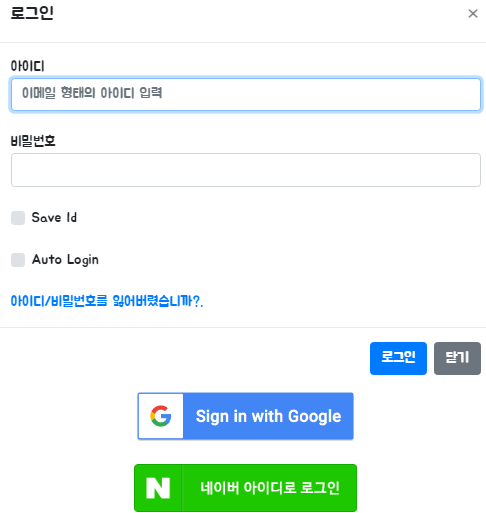 로그인 ×
아이디
이메일 형태의 아이디 입력
비밀번호
Save Id
Auto Login
아이디/비밀번호를 잃어버렸습니까?.
로그인 닫기
Sign in with Google
N 네이버 아이디로 로그인